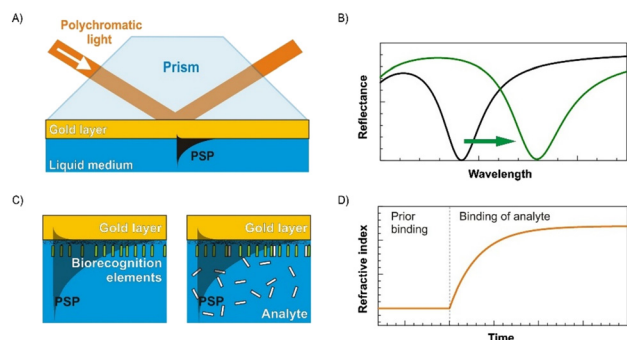 A)
Polychromatic
light
Prism
Gold layer
PSP
Liquid medium
B)
Reflectance
Wavelength
C)
Gold layer
Biorecognition
elements
PSP
Gold layer
PSP
Analyte
D)
Prior
binding
Binding of analyte
Refractive index
Time